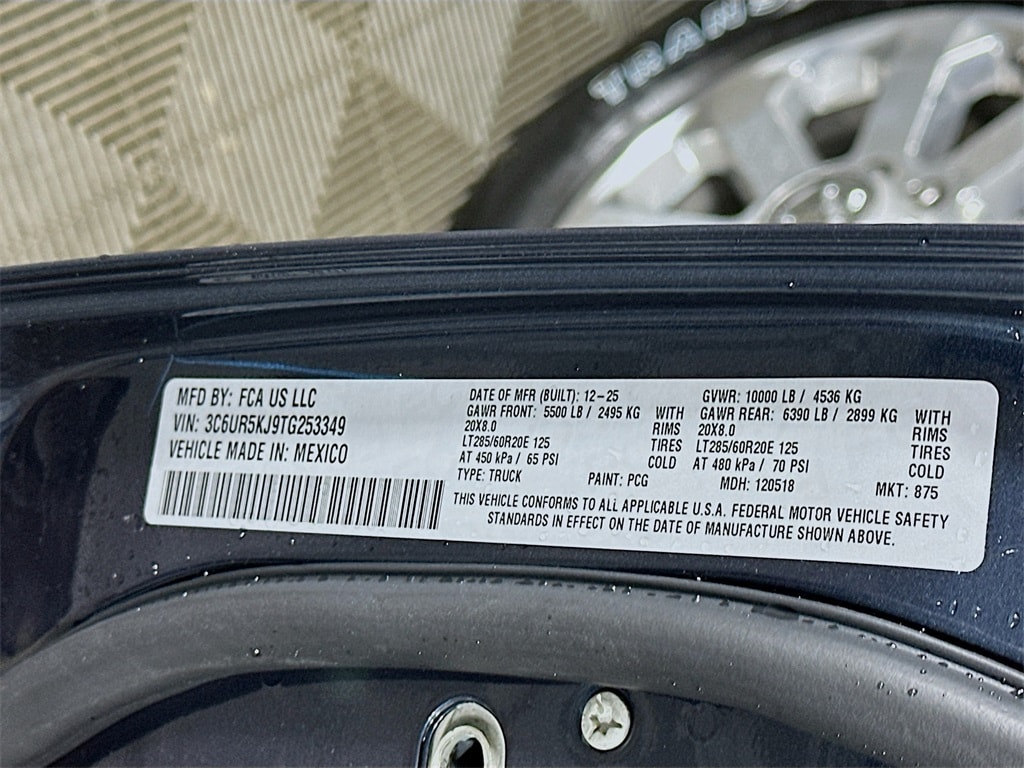 TRANS
MFD BY: FCA US LLC
VIN: 3C6UR5KJ9TG253349
VEHICLE MADE IN: MEXICO
DATE OF MFR (BUILT): 12-25
GAWR FRONT: 5500 LB / 2495 KG
20X8.0
LT285/60R20E 125
AT 450 kPa / 65 PSI
WITH
RIMS
TIRES
COLD
GVWR: 10000 LB / 4536 KG
GAWR REAR: 6390 LB / 2899 KG
20X8.0
LT285/60R20E 125
AT 480 kPa / 70 PSI
WITH
RIMS
TIRES
COLD
TYPE: TRUCK PAINT: PCG MDH: 120518 MKT: 875
THIS VEHICLE CONFORMS TO ALL APPLICABLE U.S.A. FEDERAL MOTOR VEHICLE SAFETY
STANDARDS IN EFFECT ON THE DATE OF MANUFACTURE SHOWN ABOVE.